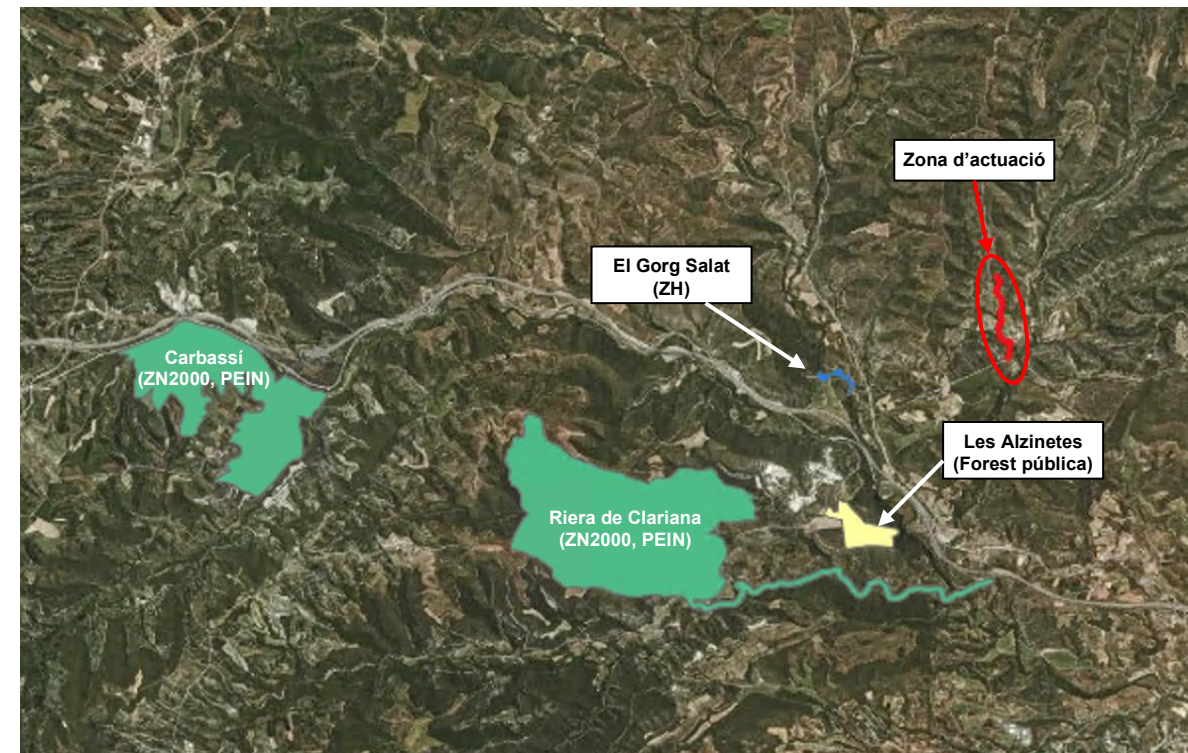 Zona d’actuació
El Gorg Salat
(ZH)
Carbassí
(ZN2000, PEIN)
Les Alzinetes
(Forest pública)
Riera de Clariana
(ZN2000, PEIN)